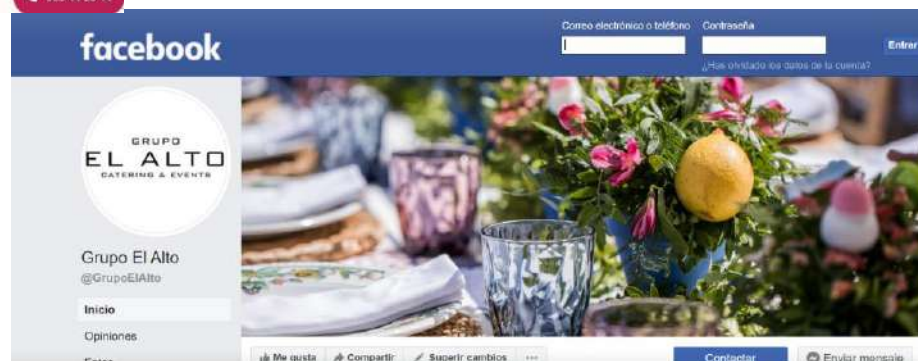 facebook
Correo electrónico o teléfono
Contraseña
Entrar
¿Has olvidado los datos de la cuenta?
GRUPO
EL ALTO
CATERING & EVENTS
Grupo El Alto
@GrupoElAlto
Inicio
Opiniones
Fotos
Me gusta
Compartir
Sugerir cambios
Contactar
Enviar mensaje